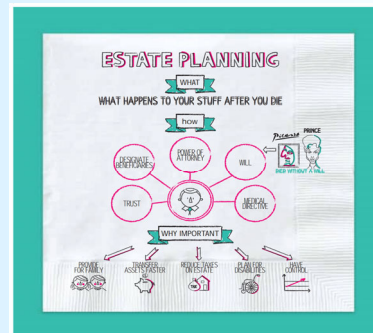 ESTATE PLANNING
WHAT
WHAT HAPPENS TO YOUR STUFF AFTER YOU DIE
how
DESIGNATE
BENEFICIARIES
POWER OF
ATTORNEY
WILL
Picasso
PRINCE
DIED WITHOUT A WILL
TRUST
MEDICAL
DIRECTIVE
WHY IMPORTANT
PROVIDE
FOR FAMILY
TRANSFER
ASSETS FASTER
REDUCE TAXES
ON ESTATE
PLAN FOR
DISABILITIES
HAVE
CONTROL